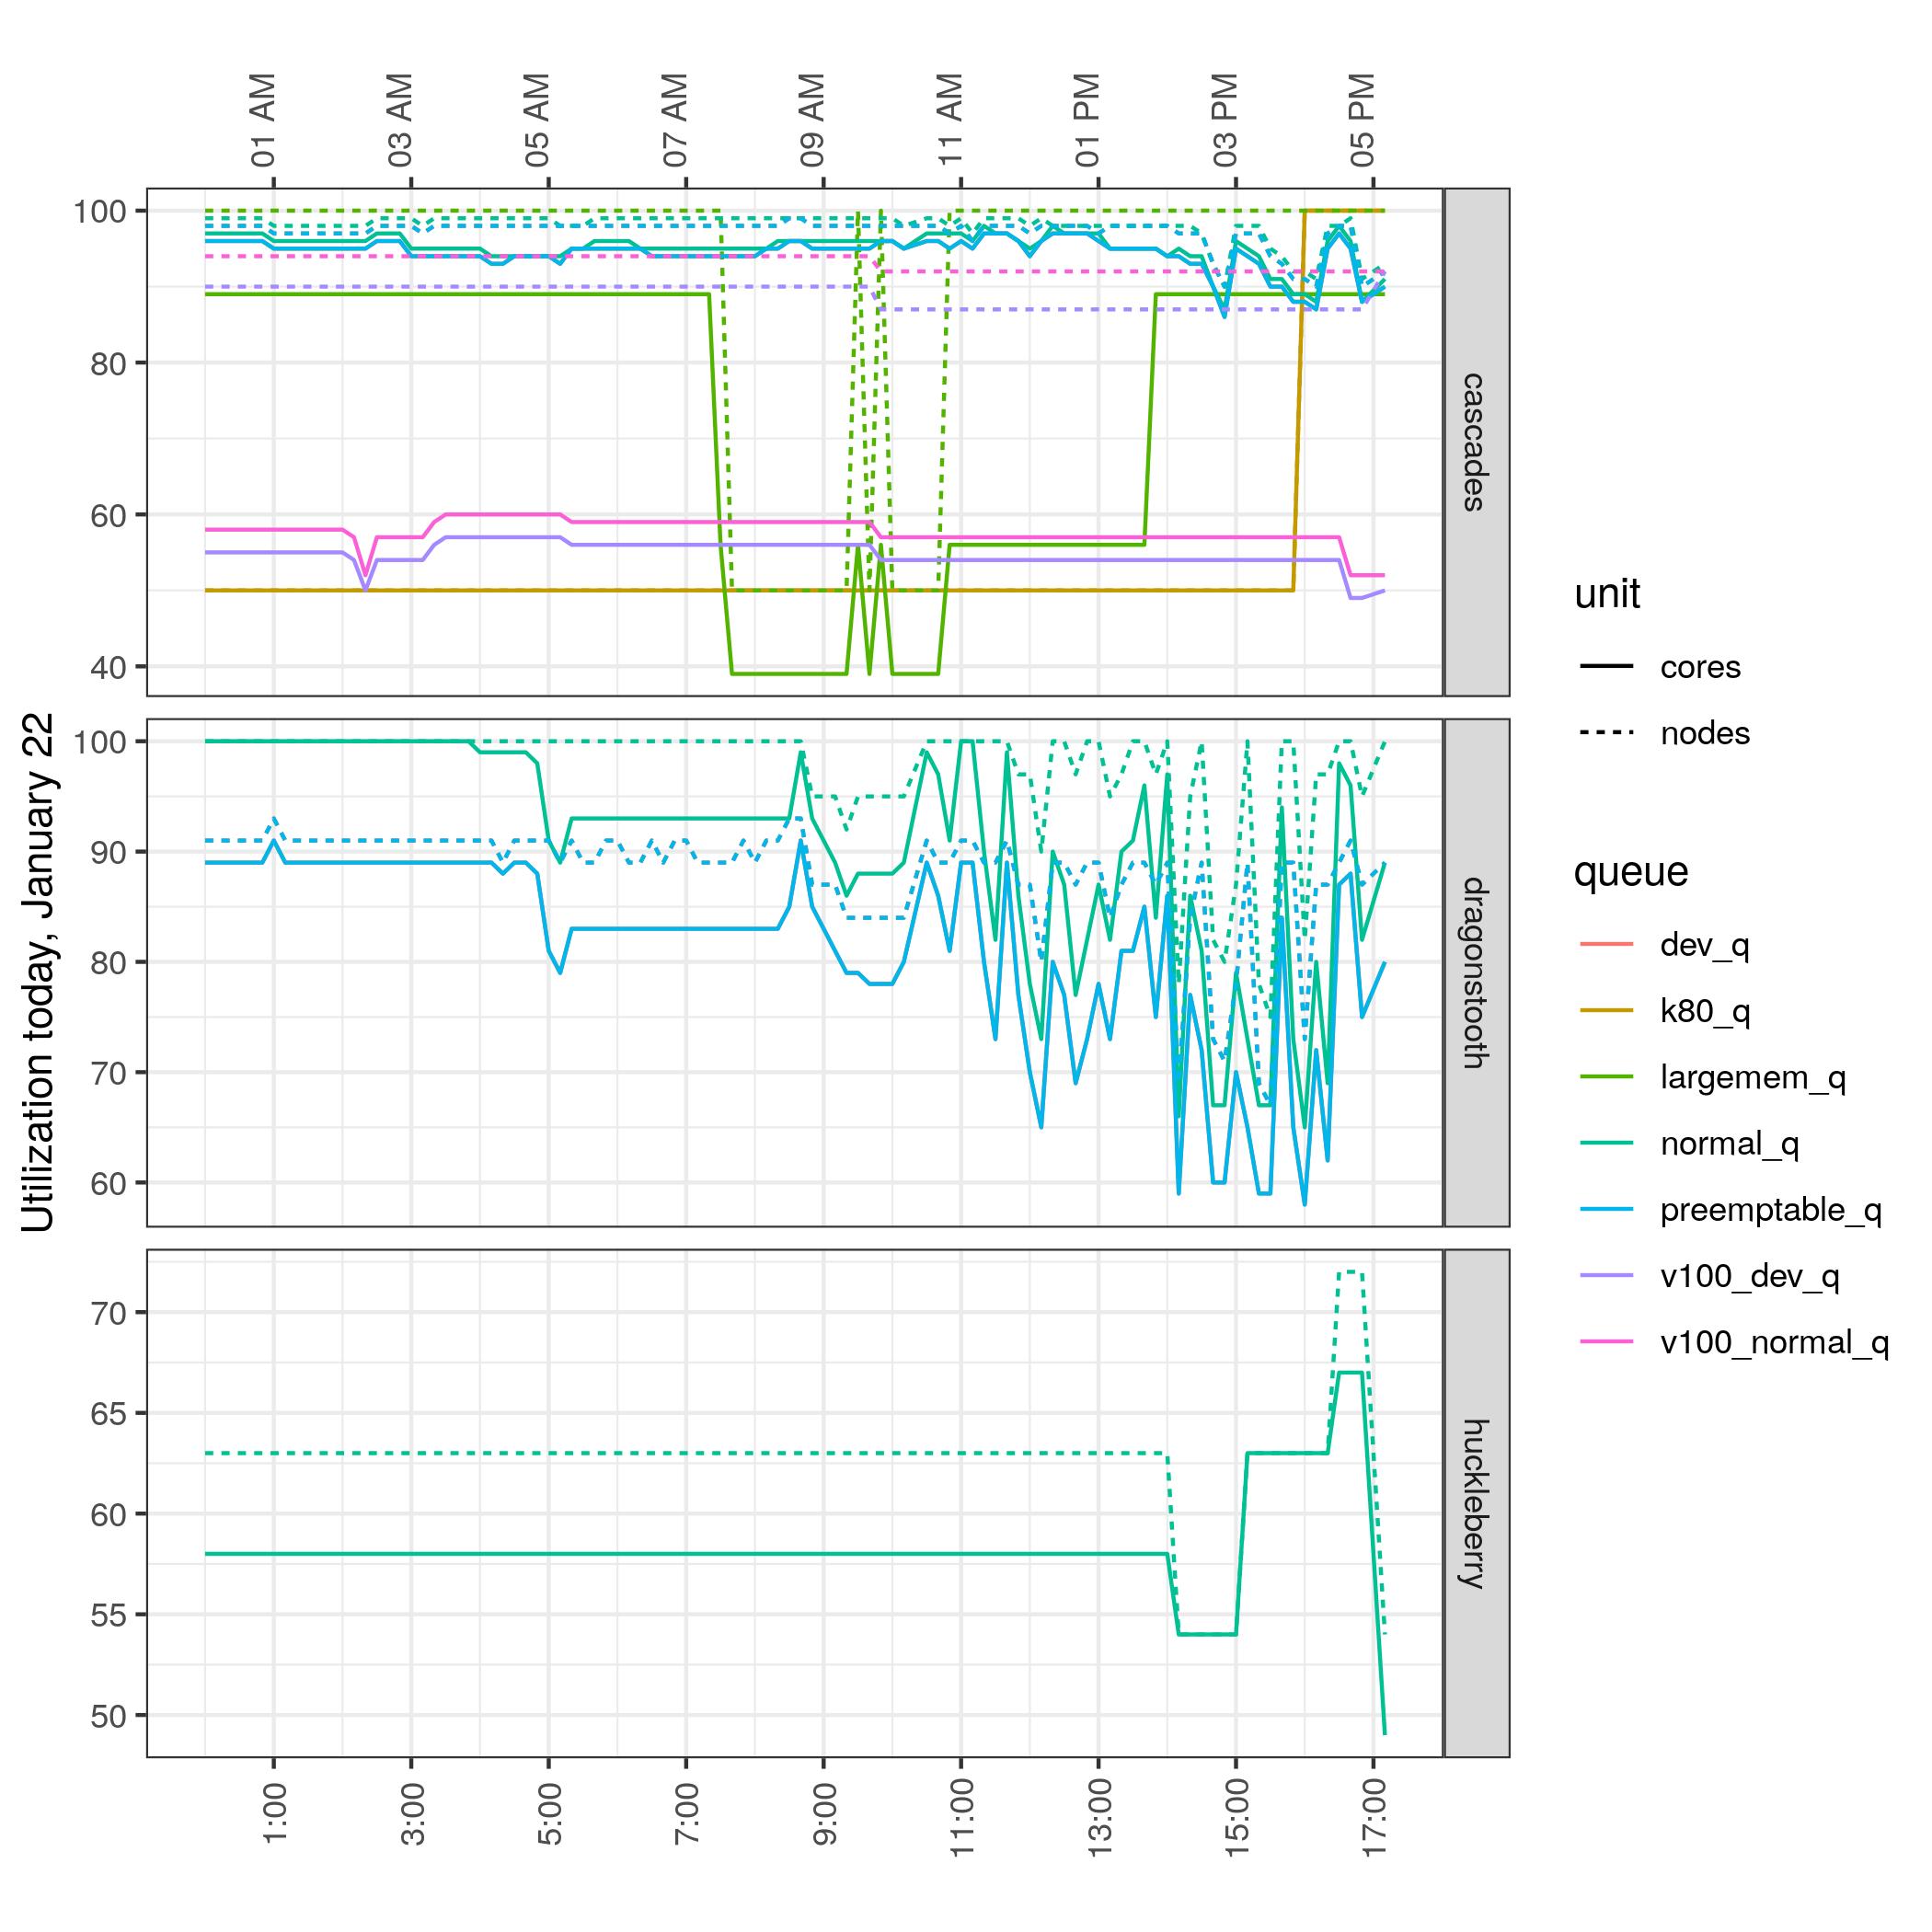 01 AM
03 AM
05 AM
07 AM
09 AM
11 AM
01 PM
03 PM
05 PM
Utilization today, January 22
100
80
60
40
cascades
100
90
80
70
60
dragonstooth
70
65
60
55
50
huckleberry
1:00
3:00
5:00
7:00
9:00
11:00
13:00
15:00
17:00
unit
cores
nodes
queue
dev_q
k80_q
largemem_q
normal_q
preemptable_q
v100_dev_q
v100_normal_q